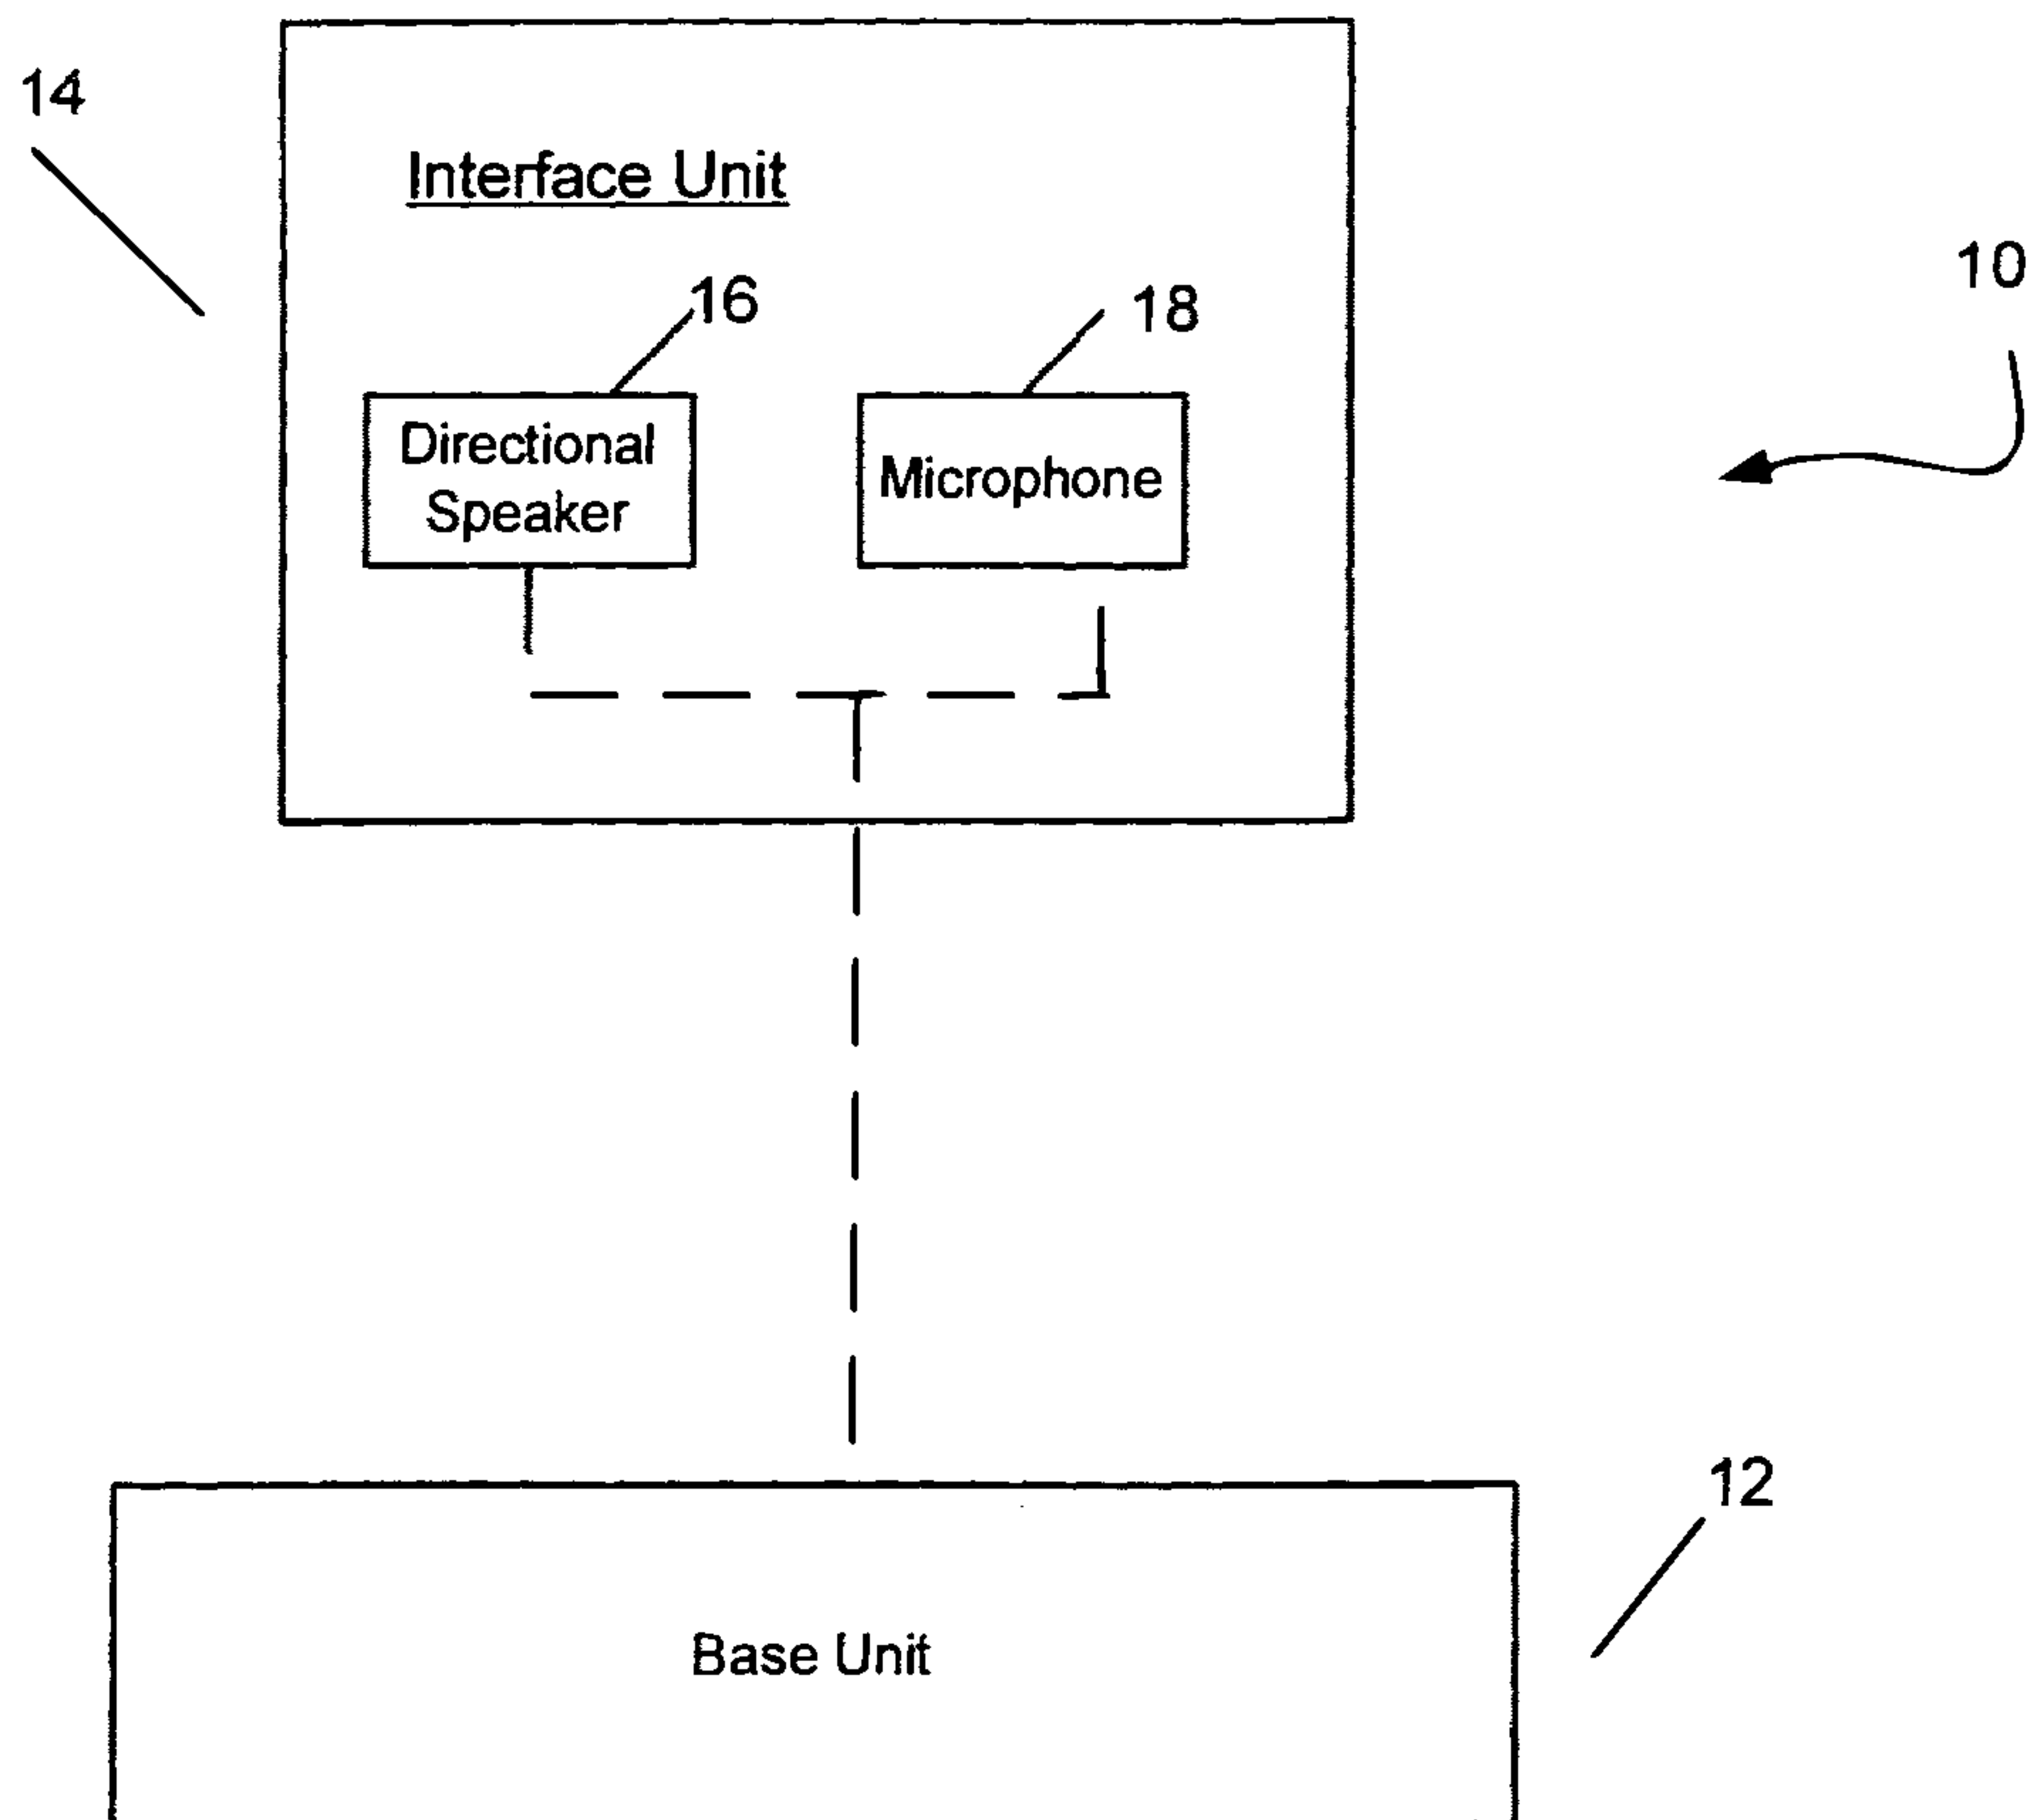 14
Interface Unit
10
16
18
Directional
Speaker
Microphone
12
Base Unit